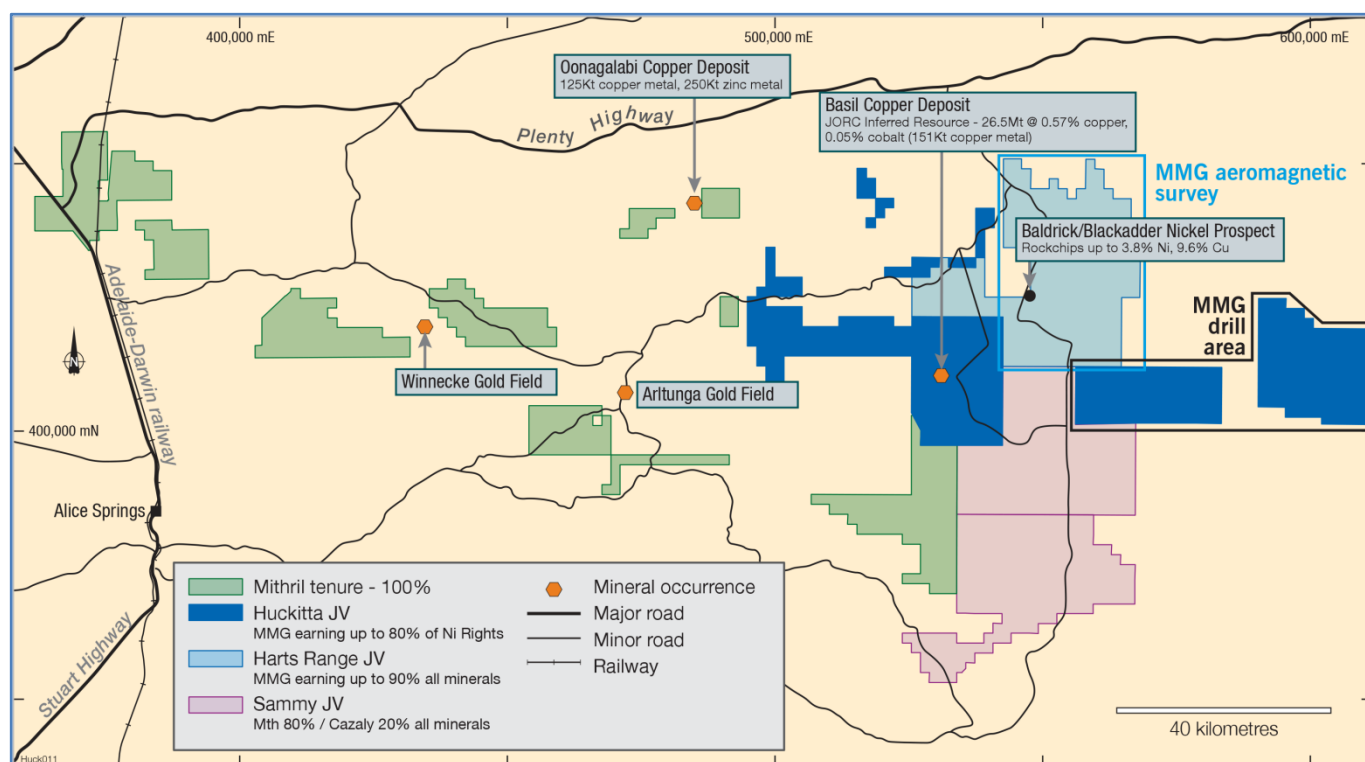 400,000 mE
500,000 mE
600,000 mE
Oonagalabi Copper Deposit
125Kt copper metal, 250Kt zinc metal
Plenty Highway
Basil Copper Deposit
JORC Inferred Resource - 26.5Mt @ 0.57% copper,
0.05% cobalt (151Kt copper metal)
MMG aeromagnetic
survey
Baldrick/Blackadder Nickel Prospect
Rockchips up to 3.8% Ni, 9.6% Cu
Adelaide-Darwin railway
MMG
drill
area
N
Winnecke Gold Field
Arltunga Gold Field
400,000 mN
Alice Springs
Stuart Highway
Mithril tenure - 100%
Huckitta JV
MMG earning up to 80% of Ni Rights
Harts Range JV
MMG earning up to 90% all minerals
Sammy JV
Mth 80% / Cazaly 20% all minerals
Mineral occurrence
Major road
Minor road
Railway
40 kilometres
Huck011